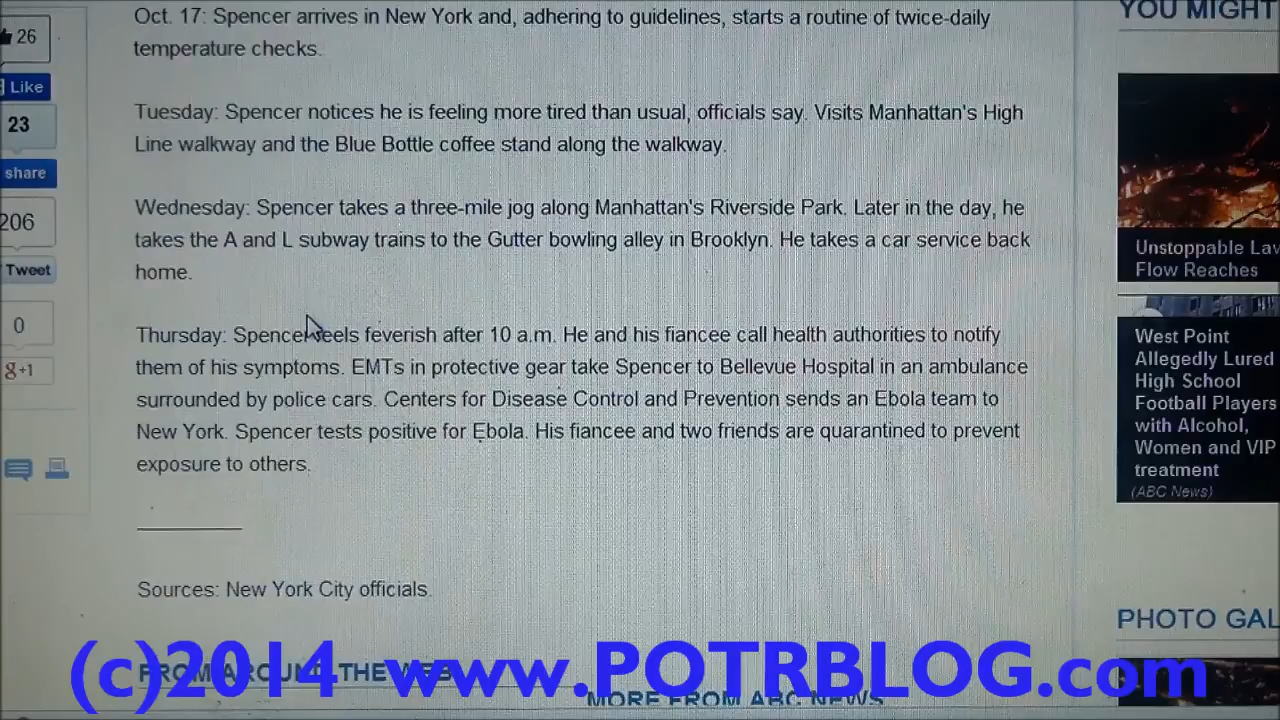 Oct. 17: Spencer arrives in New York and, adhering to guidelines, starts a routine of twice-daily
temperature checks.
Tuesday: Spencer notices he is feeling more tired than usual, officials say. Visits Manhattan's High
Line walkway and the Blue Bottle coffee stand along the walkway.
Wednesday: Spencer takes a three-mile jog along Manhattan's Riverside Park. Later in the day, he
takes the A and L subway trains to the Gutter bowling alley in Brooklyn. He takes a car service back
home.
Thursday: Spencer feels feverish after 10 a.m. He and his fiancee call health authorities to notify
them of his symptoms. EMTs in protective gear take Spencer to Bellevue Hospital in an ambulance
surrounded by police cars. Centers for Disease Control and Prevention sends an Ebola team to
New York. Spencer tests positive for Ebola. His fiancee and two friends are quarantined to prevent
exposure to others.
Sources: New York City officials.
26
Like
23
share
206
Tweet
0
g+1
YOU MIGHT
Unstoppable Lav
Flow Reaches
West Point
Allegedly Lured
High School
Football Players
with Alcohol,
Women and VIP
treatment
(ABC News)
PHOTO GAL
FROM AROUND THE WEB
MORE FROM ABC NEWS
(c)2014 www.POTRBLOG.com